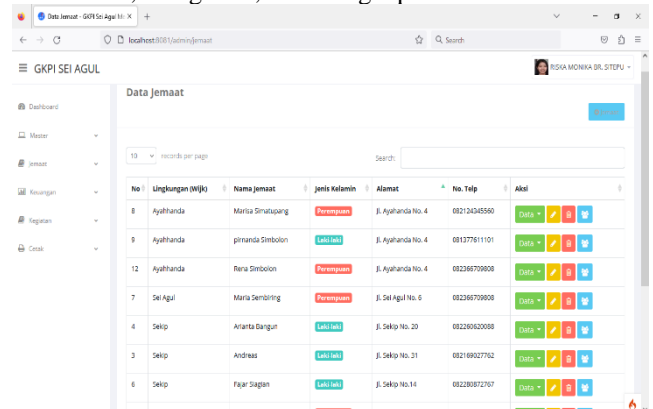 Data Jemaat - GKPI Sei Agul Me
localhost:8081/admin/jemaat
Search
GKPI SEI AGUL
RISKA MONIKA BR. SITEPU
Dashboard
Master
Jemaat
Keuangan
Kegiatan
Cetak
Data Jemaat
10 records per page
Search:
No Lingkungan (Wijk) Nama Jemaat Jenis Kelamin Alamat No. Telp Aksi
8 Ayahhanda Marisa Simatupang Perempuan Jl. Ayahanda No. 4 082124345560 Data
9 Ayahhanda pirnanda Simbolon Laki-laki Jl. Ayahanda No. 4 081377611101 Data
12 Ayahhanda Rena Simbolon Perempuan Jl. Ayahanda No. 4 082366709808 Data
7 Sei Agul Maria Sembiring Perempuan Jl. Sei Agul No. 6 082366709808 Data
4 Sekip Arianta Bangun Laki-laki Jl. Sekip No. 20 082260620088 Data
3 Sekip Andreas Laki-laki Jl. Sekip No. 31 082169027762 Data
6 Sekip Fajar Siagian Laki-laki Jl. Sekip No.14 082280872767 Data